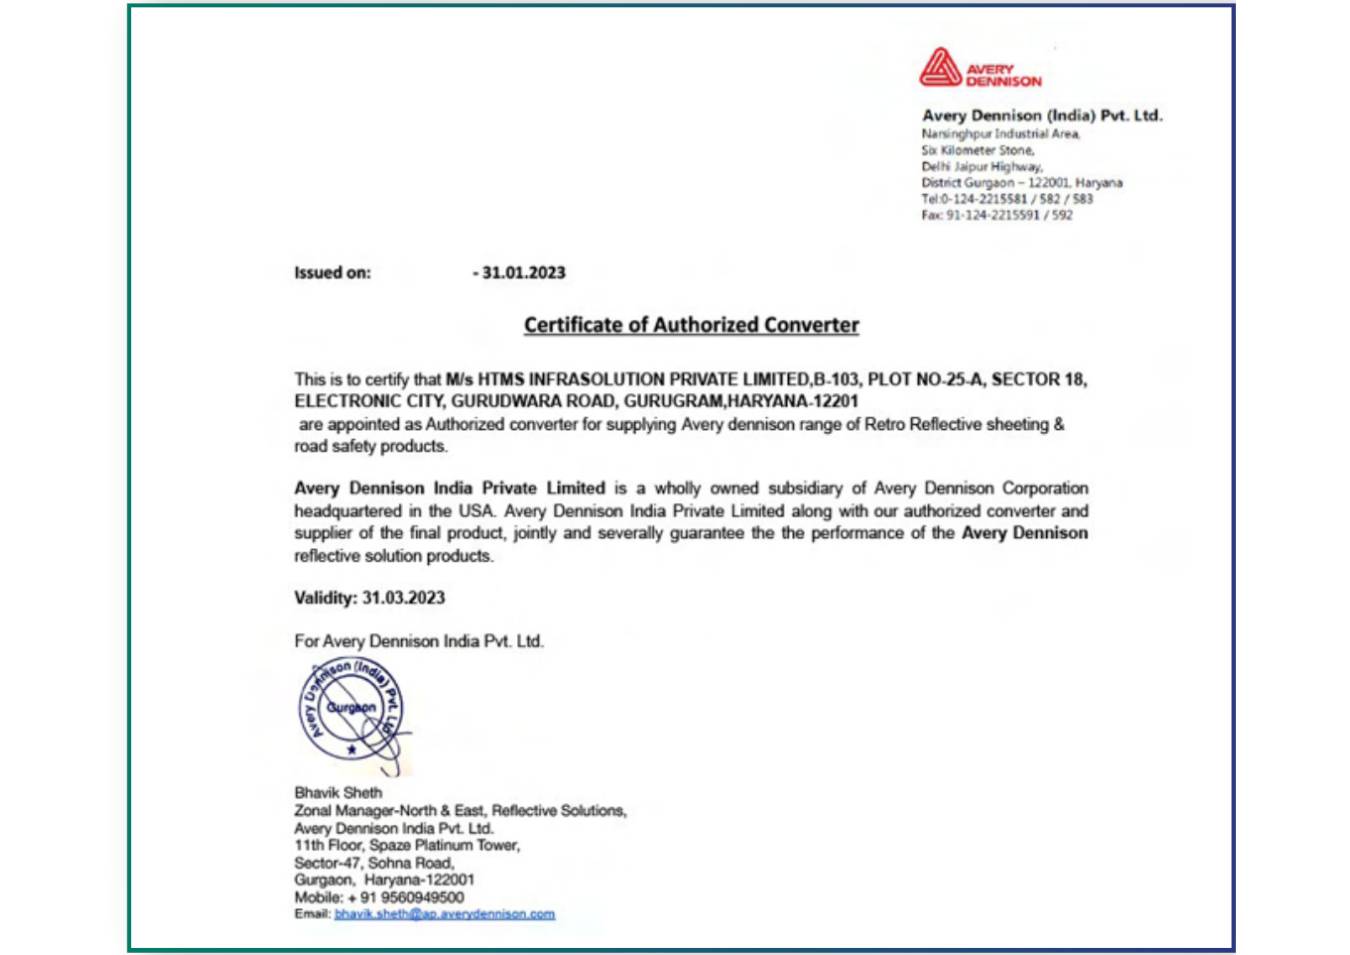 AVERY
DENNISON
Avery Dennison (India) Pvt. Ltd.
Narsinghpur Industrial Area,
Six Kilometer Stone,
Delhi Jaipur Highway,
District Gurgaon – 122001, Haryana
Tel:0-124-2215581 / 582 / 583
Fax: 91-124-2215591 / 592
Issued on: - 31.01.2023
Certificate of Authorized Converter
This is to certify that M/s HTMS INFRASOLUTION PRIVATE LIMITED,B-103, PLOT NO-25-A, SECTOR 18,
ELECTRONIC CITY, GURUDWARA ROAD, GURUGRAM,HARYANA-12201
are appointed as Authorized converter for supplying Avery dennison range of Retro Reflective sheeting &
road safety products.
Avery Dennison India Private Limited is a wholly owned subsidiary of Avery Dennison Corporation
headquartered in the USA. Avery Dennison India Private Limited along with our authorized converter and
supplier of the final product, jointly and severally guarantee the the performance of the Avery Dennison
reflective solution products.
Validity: 31.03.2023
For Avery Dennison India Pvt. Ltd.
Avery Dennison (India) Pvt. Ltd
Gurgaon
Bhavik Sheth
Zonal Manager-North & East, Reflective Solutions,
Avery Dennison India Pvt. Ltd.
11th Floor, Spaze Platinum Tower,
Sector-47, Sohna Road,
Gurgaon, Haryana-122001
Mobile: + 91 9560949500
Email: bhavik.sheth@ap.averydennison.com